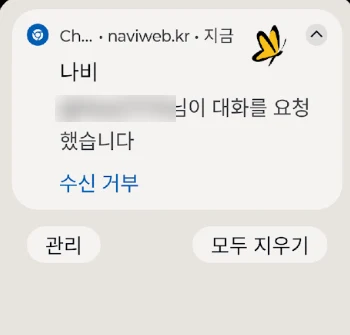 Ch... • naviweb.kr • 지금
나비
님이 대화를 요청
했습니다
수신 거부
관리
모두 지우기